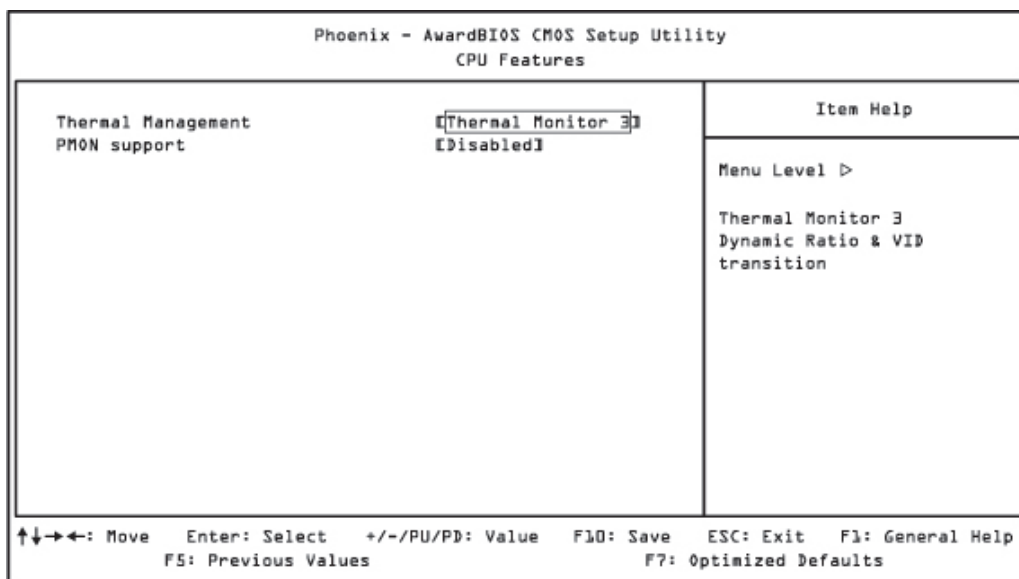 Phoenix - AwardBIOS CMOS Setup Utility
CPU Features
Thermal Management [Thermal Monitor 3]
PMON support [Disabled]
Item Help
Menu Level ▷
Thermal Monitor 3
Dynamic Ratio & VID
transition
↑↓→←: Move Enter: Select +/-/PU/PD: Value F10: Save ESC: Exit F1: General Help
F5: Previous Values F7: Optimized Defaults